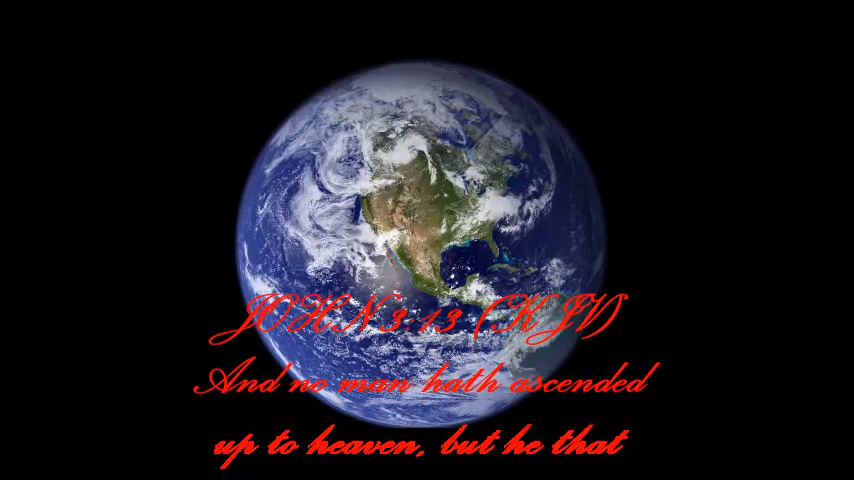 JOHN 3:13 (KJV)
And no man hath ascended
up to heaven, but he that